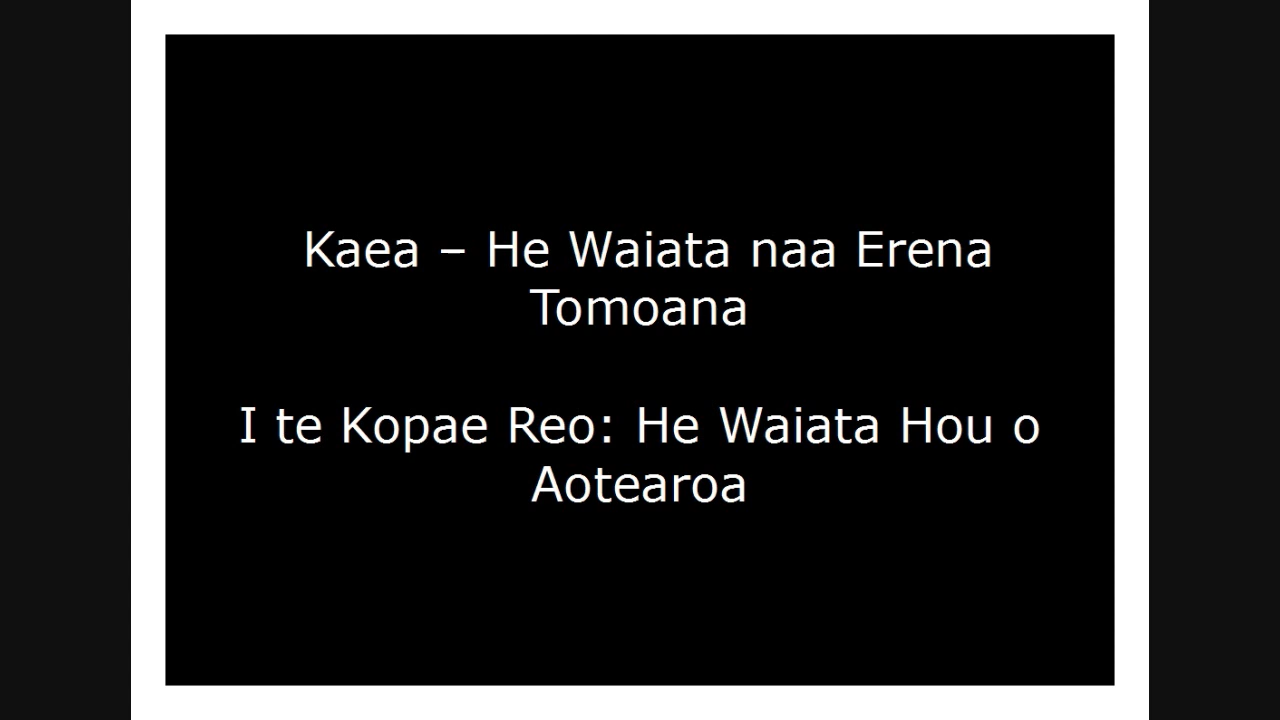 Kaea – He Waiata naa Erena
Tomoana
I te Kopae Reo: He Waiata Hou o
Aotearoa